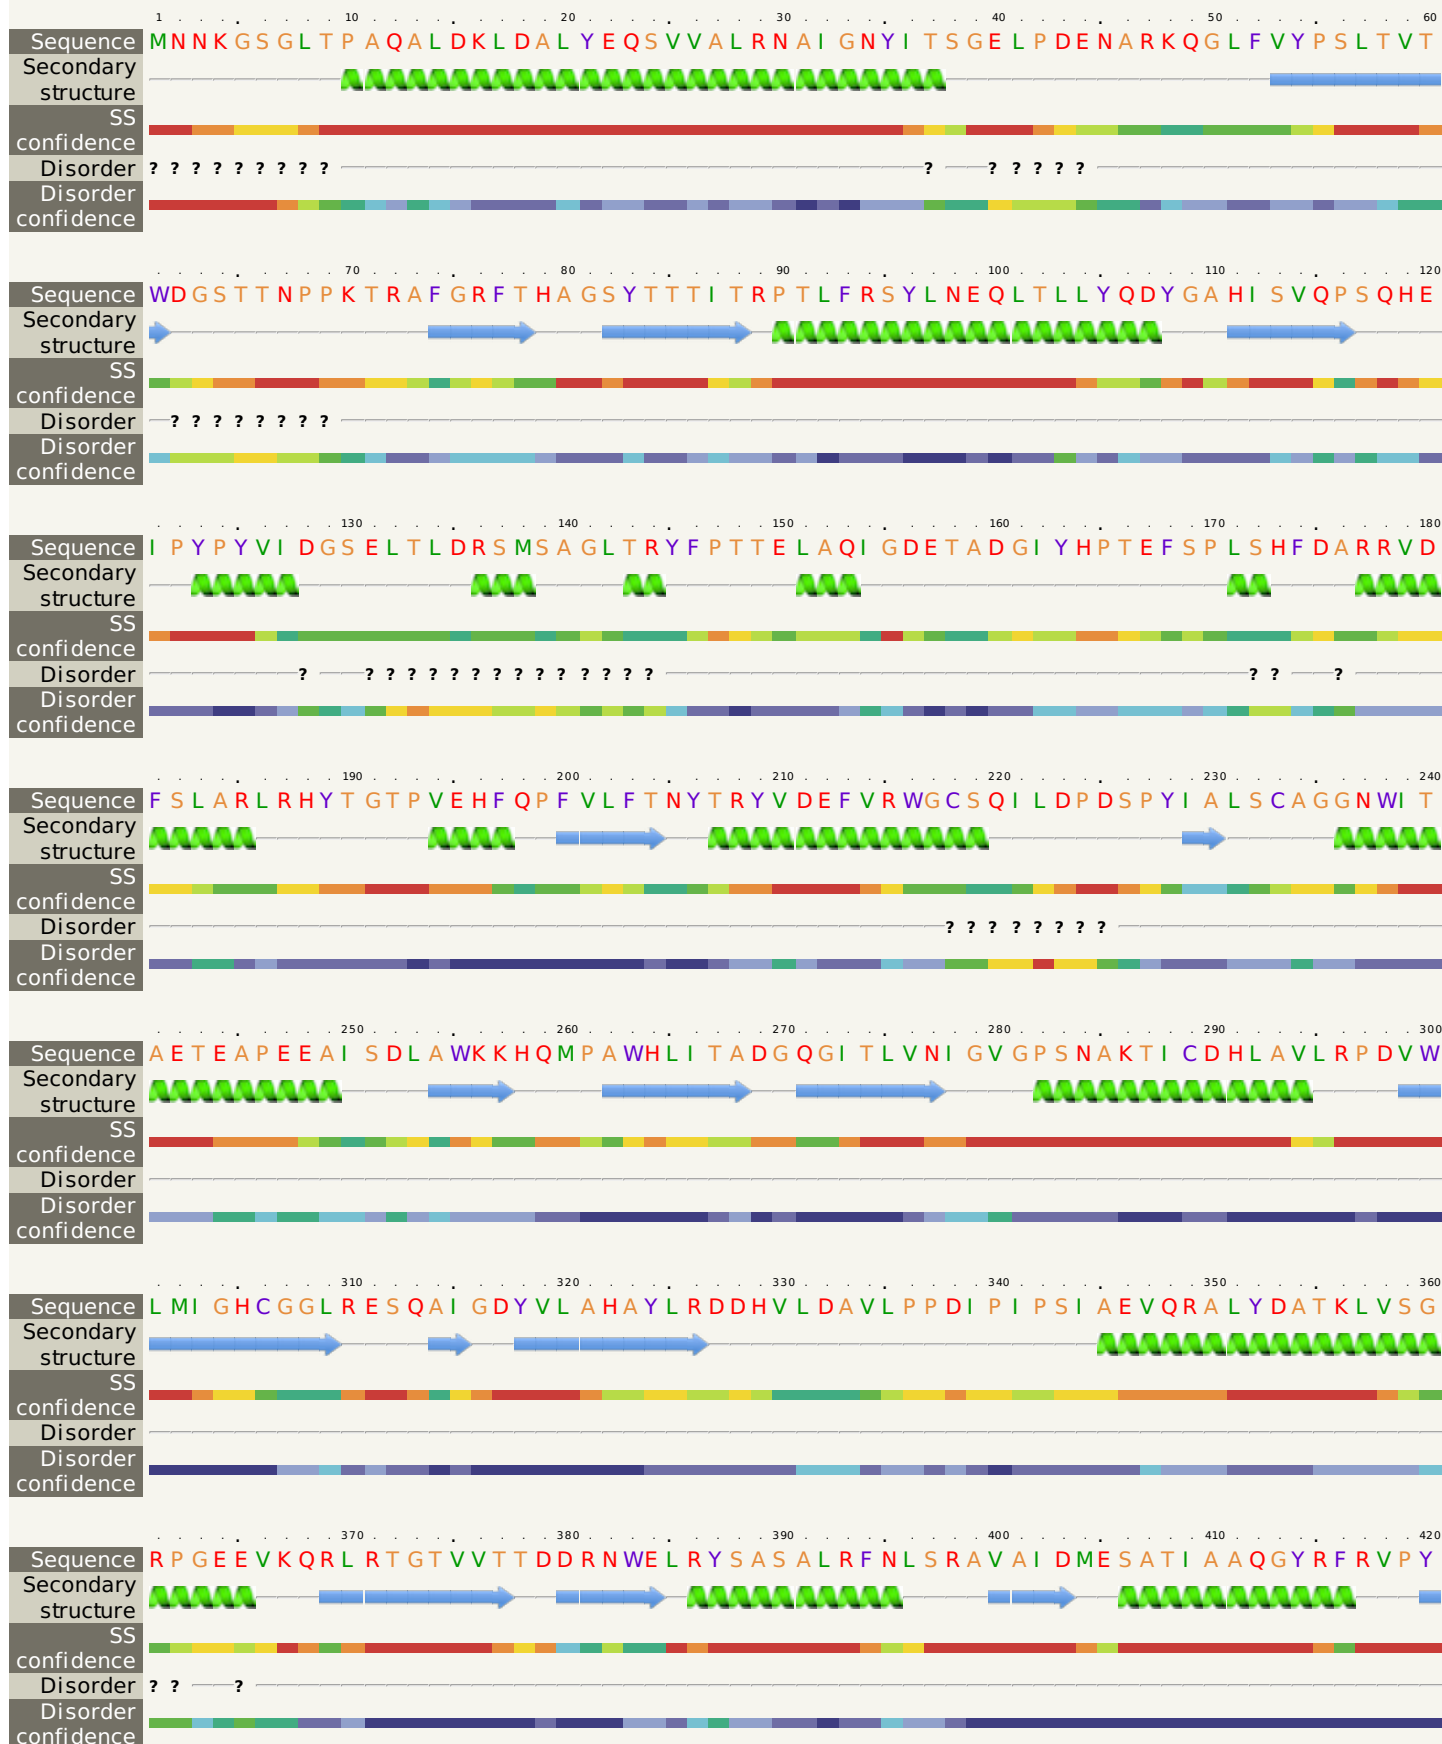 1 10 20 30 40 50 60
Sequence MNNKGSGLTPAQALDKLDALYEQSVVALRNAIGNYITSGELPDENARKQGLFVYPSLTVT
Secondary
structure
SS
confidence
Disorder ? ? ? ? ? ? ? ? ? ? ? ? ? ? ?
Disorder
confidence
70 80 90 100 110 120
Sequence WDGSTTNPPKTRAFGRFTHAGSYTTTITRPTLFRSYLNEQLTLLYQDYGAHISVQPSQHE
Secondary
structure
SS
confidence
Disorder ? ? ? ? ? ? ? ?
Disorder
confidence
130 140 150 160 170 180
Sequence IPYPYVIDGSELTLDRSMSAGLTRYFPTTELAQIGDETADGIYHPTEFSPLSHFDARRVD
Secondary
structure
SS
confidence
Disorder ? ? ? ? ? ? ? ? ? ? ? ? ? ? ? ? ? ?
Disorder
confidence
190 200 210 220 230 240
Sequence FSLARLRHYTGTPVEHFQPFVLFTNYTRYVDEFVRWGCSQILDPDSPYIALSCAGGNWIT
Secondary
structure
SS
confidence
Disorder ? ? ? ? ? ? ? ?
Disorder
confidence
250 260 270 280 290 300
Sequence AETEAPEEAISDLAWKKHQMPAWHLITADGQGITLVNIGVGPSNAKTICDHLAVLRPDVW
Secondary
structure
SS
confidence
Disorder
Disorder
confidence
310 320 330 340 350 360
Sequence LMIGHCGGLRESQAIGDYVLAHAYLRDDHVLDAVLPPDIPIPSIAEVQRALYDATKLVSG
Secondary
structure
SS
confidence
Disorder
Disorder
confidence
370 380 390 400 410 420
Sequence RPGEEVKQRLRTGTVVTTDDRNWELRYSASALRFNLSRAVAIDMESATIAAQGYRFRVPY
Secondary
structure
SS
confidence
Disorder ? ? ?
Disorder
confidence